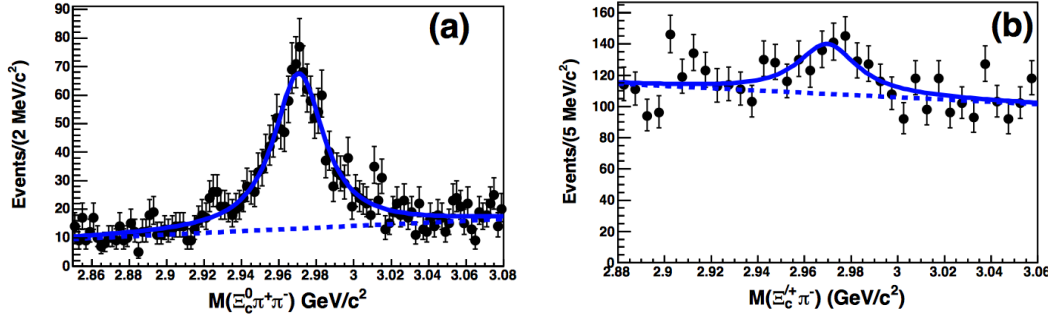 (a)
Events/(2 MeV/c²)
90
80
70
60
50
40
30
20
10
0
2.86 2.88 2.9 2.92 2.94 2.96 2.98 3 3.02 3.04 3.06 3.08
M(Ξc⁰π⁺π⁻) GeV/c²
(b)
Events/(5 MeV/c²)
160
140
120
100
80
60
40
20
0
2.88 2.9 2.92 2.94 2.96 2.98 3 3.02 3.04 3.06
M(Ξc′⁺π⁻) (GeV/c²)